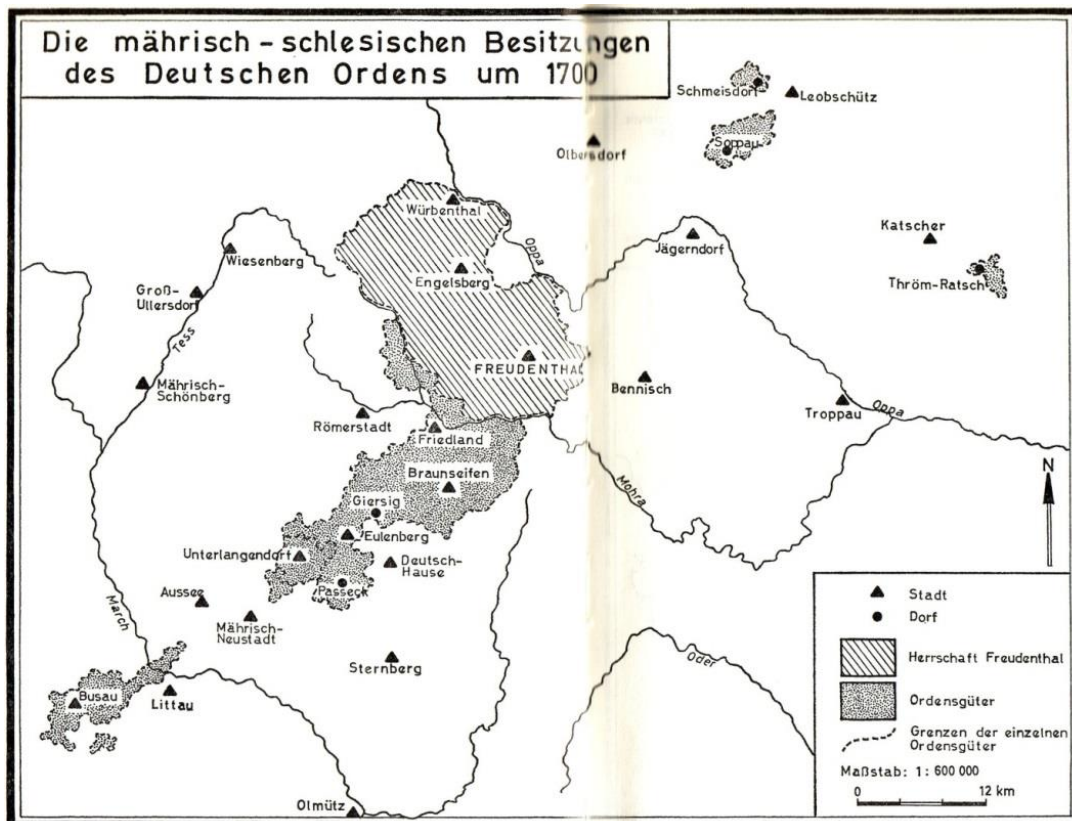 Die mährisch-schlesischen Besitzungen
des Deutschen Ordens um 1700
Schmeisdorf
Leobschütz
Olbersdorf
Soppau
Würbenthal
Oppa
Katscher
Wiesenberg
Jägerndorf
Engelsberg
Thröm-Ratsch
Groß-
Ullersdorf
Tess
FREUDENTHAL
Mährisch-
Schönberg
Bennisch
Troppau
Oppa
Römerstadt
Friedland
Braunseifen
Mohra
N
Giersig
Eulenberg
Unterlangendorf
Deutsch-
Hause
Passeck
Aussee
March
Mährisch-
Neustadt
Sternberg
Oder
Busau
Littau
Olmütz
Stadt
Dorf
Herrschaft Freudenthal
Ordensgüter
Grenzen der einzelnen
Ordensgüter
Maßstab: 1: 600 000
0 12 km